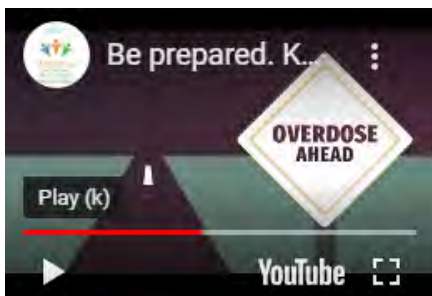 Be prepared. K...
OVERDOSE
AHEAD
Play (k)
YouTube